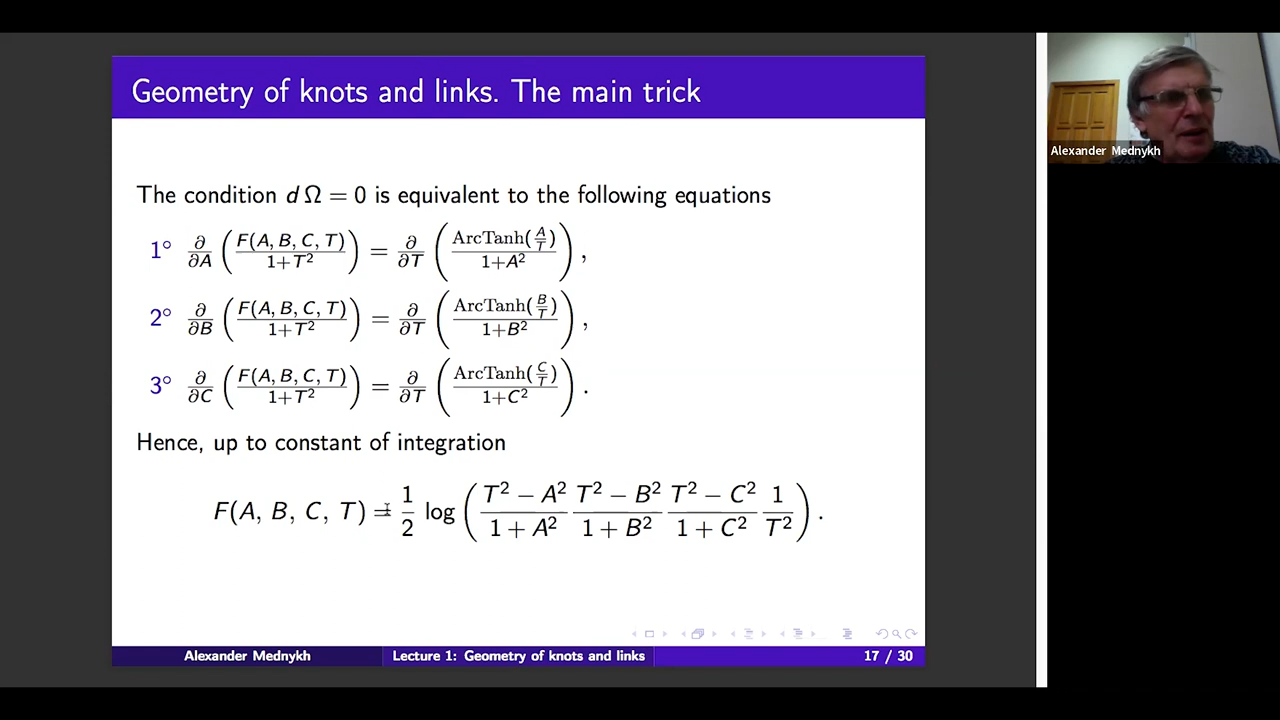 Geometry of knots and links. The main trick
Alexander Mednykh
The condition d Ω = 0 is equivalent to the following equations
1° ∂/∂A (F(A, B, C, T)/1+T²) = ∂/∂T (ArcTanh(A/T)/1+A²) ,
2° ∂/∂B (F(A, B, C, T)/1+T²) = ∂/∂T (ArcTanh(B/T)/1+B²) ,
3° ∂/∂C (F(A, B, C, T)/1+T²) = ∂/∂T (ArcTanh(C/T)/1+C²) .
Hence, up to constant of integration
F(A, B, C, T) = 1/2 log (T² − A²/1 + A² T² − B²/1 + B² T² − C²/1 + C² 1/T²) .
Alexander Mednykh Lecture 1: Geometry of knots and links 17 / 30